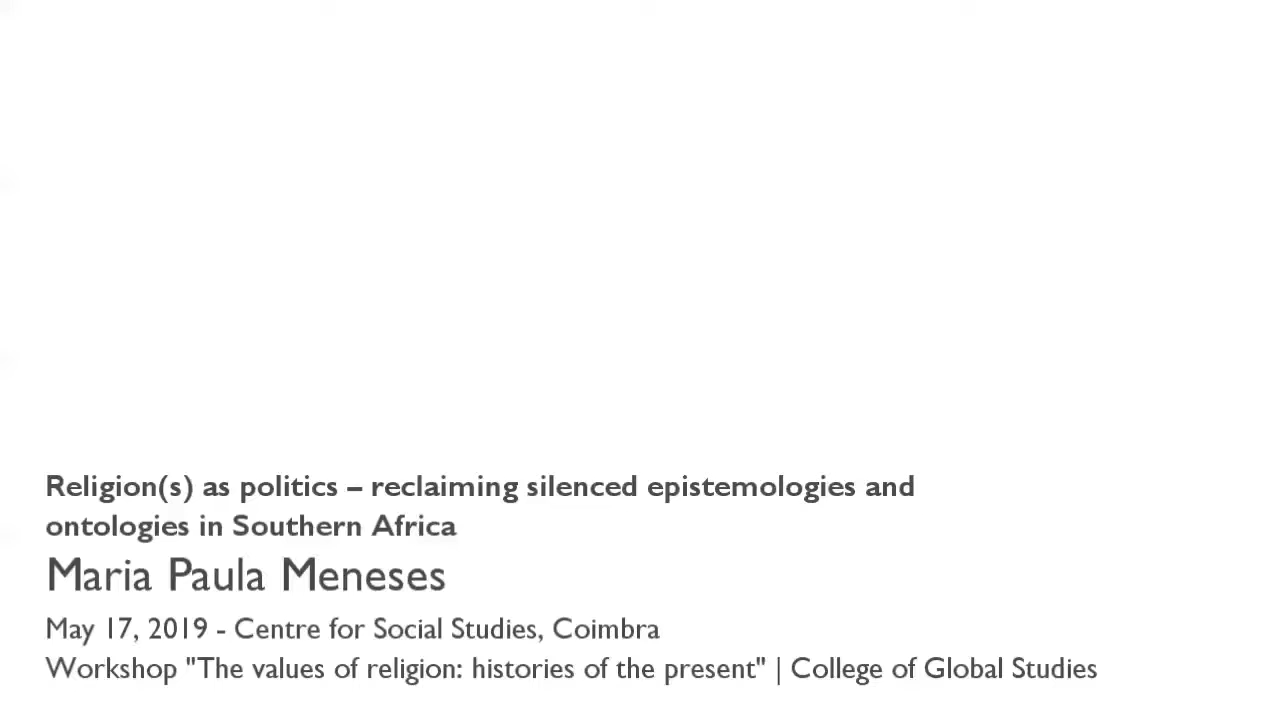 Religion(s) as politics – reclaiming silenced epistemologies and
ontologies in Southern Africa
Maria Paula Meneses
May 17, 2019 - Centre for Social Studies, Coimbra
Workshop "The values of religion: histories of the present" | College of Global Studies